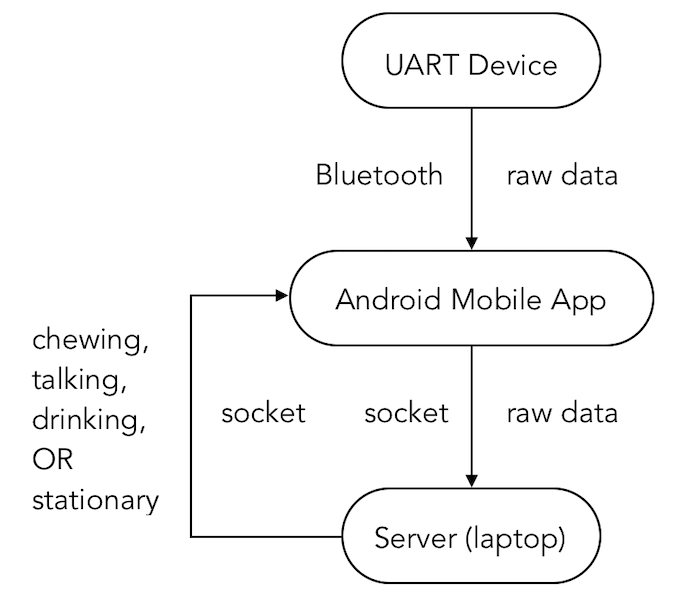 UART Device
Bluetooth
raw data
Android Mobile App
chewing,
talking,
drinking,
OR
stationary
socket
socket
raw data
Server (laptop)